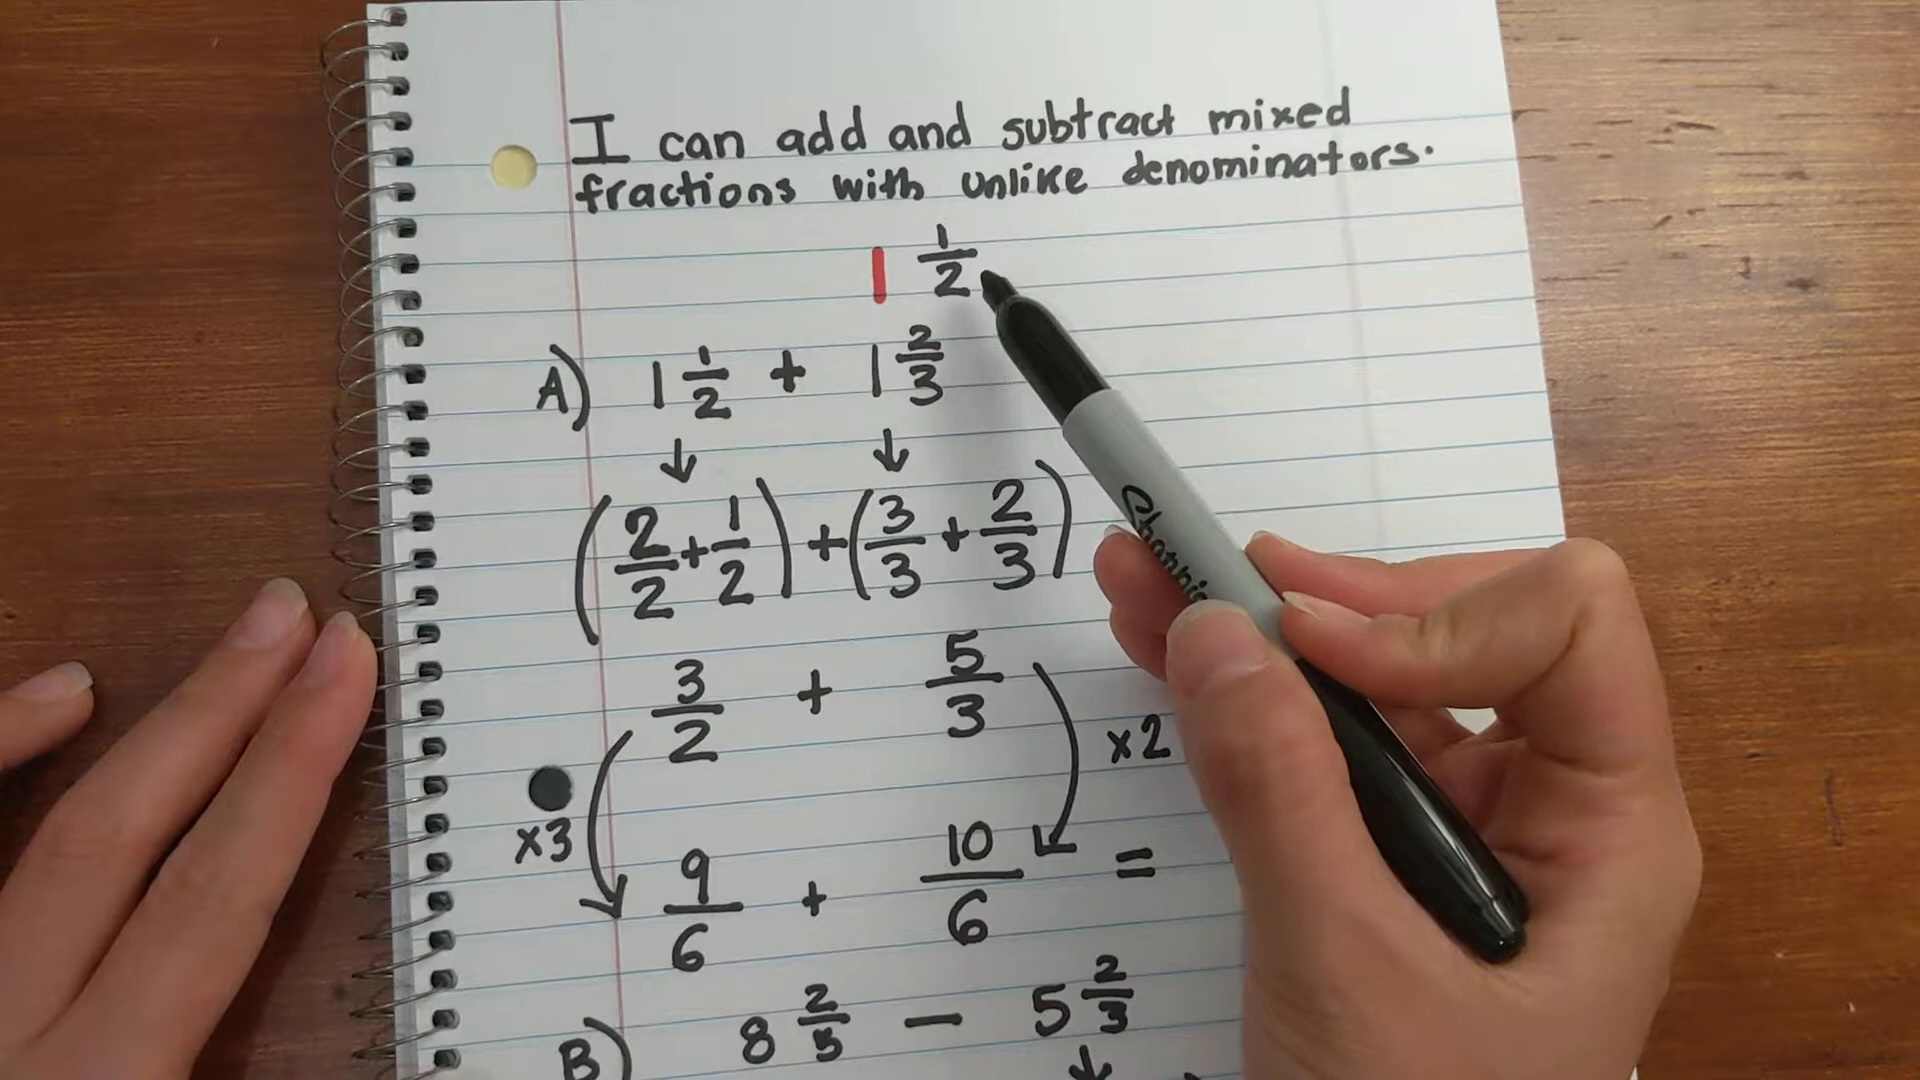 I can add and subtract mixed
fractions with unlike denominators.
1 1/2
A) 1 1/2 + 1 2/3
↓ ↓
(2/2 + 1/2) + (3/3 + 2/3)
3/2 + 5/3
x3 x2
9/6 + 10/6 =
B) 8 2/5 - 5 2/3
↓
Sharpie